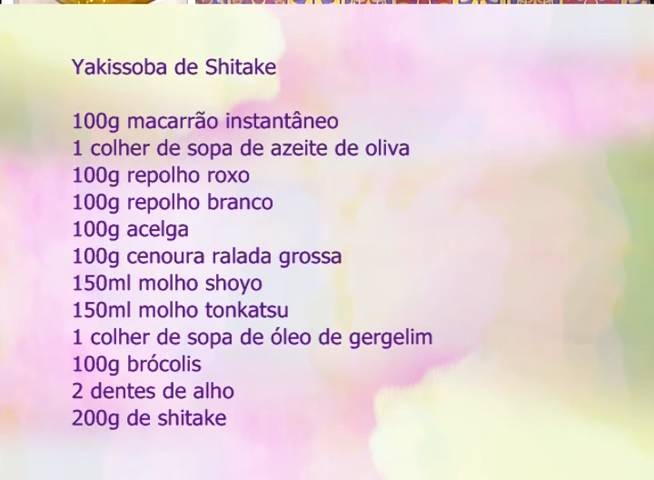 Yakissoba de Shitake
100g macarrão instantâneo
1 colher de sopa de azeite de oliva
100g repolho roxo
100g repolho branco
100g acelga
100g cenoura ralada grossa
150ml molho shoyo
150ml molho tonkatsu
1 colher de sopa de óleo de gergelim
100g brócolis
2 dentes de alho
200g de shitake